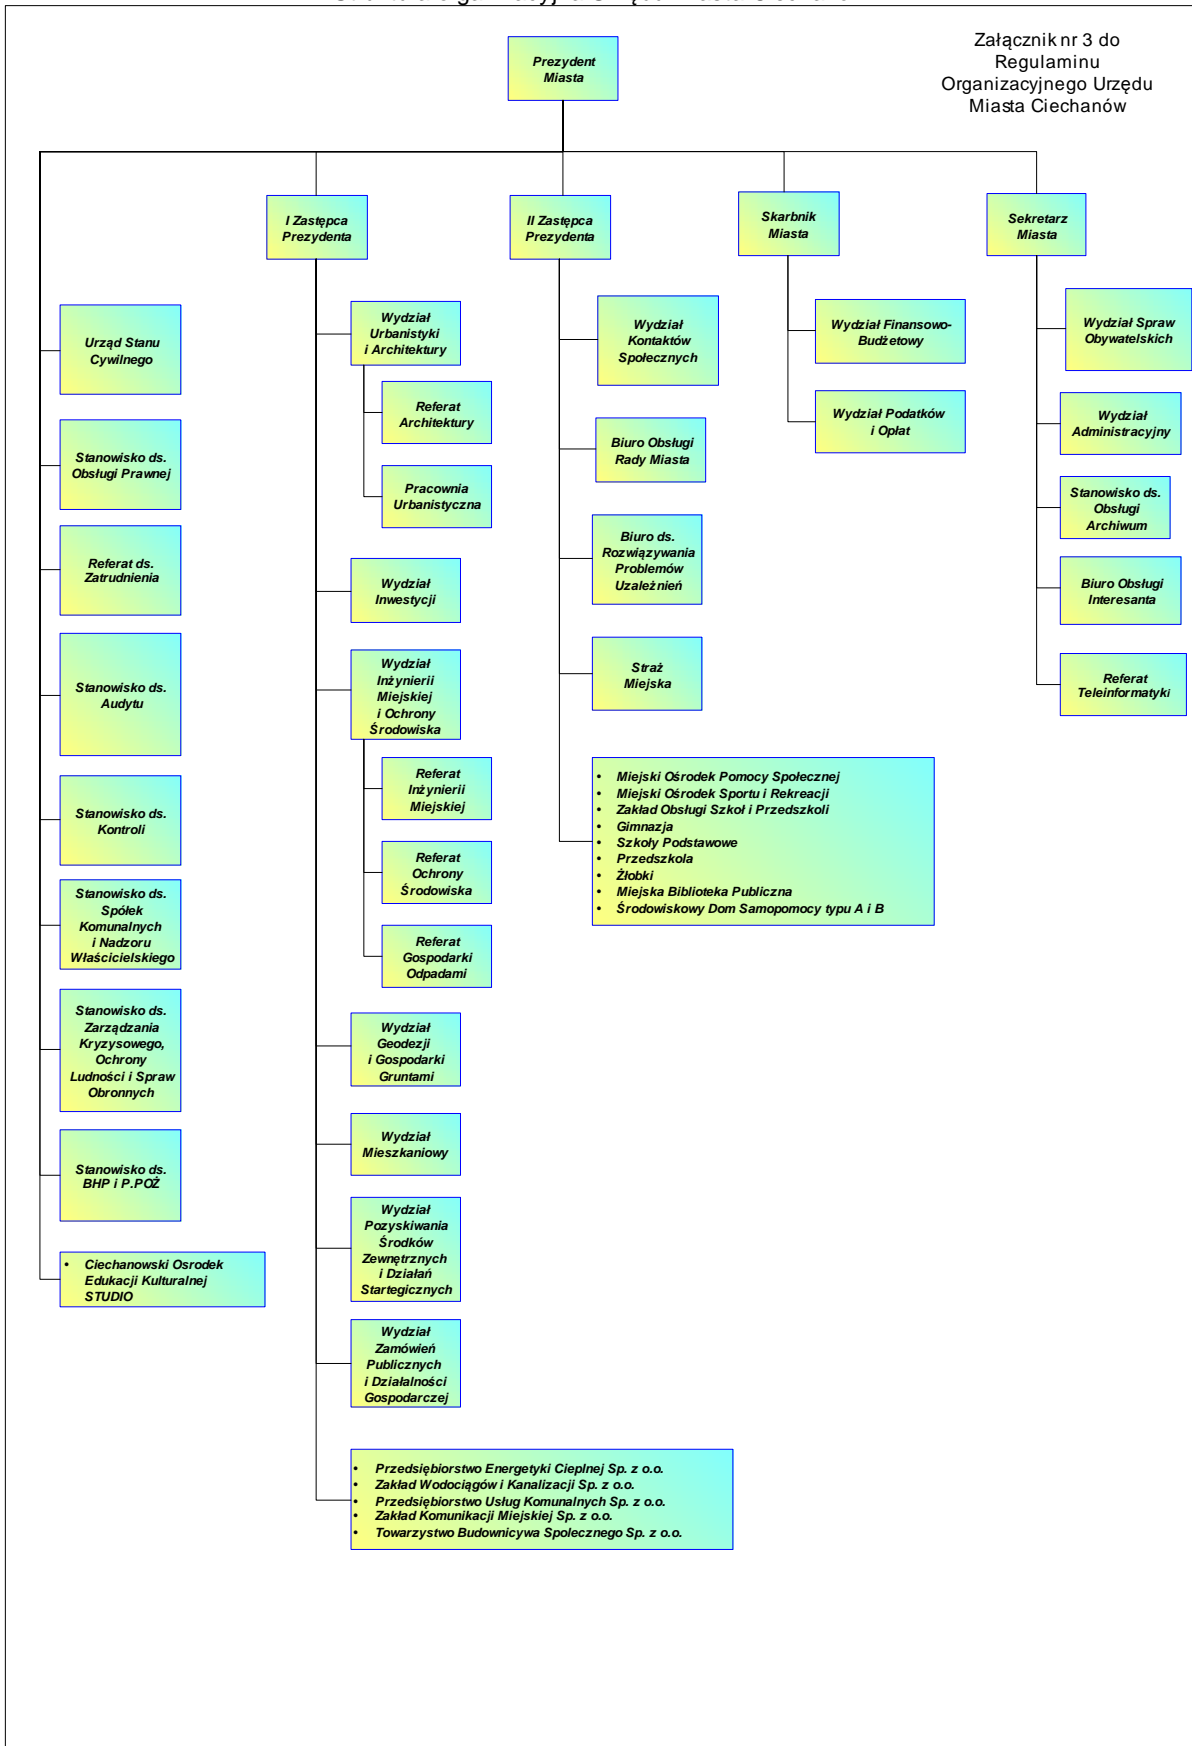 Załącznik nr 3 do
Regulaminu
Organizacyjnego Urzędu
Miasta Ciechanów
Prezydent
Miasta
I Zastępca
Prezydenta
II Zastępca
Prezydenta
Skarbnik
Miasta
Sekretarz
Miasta
Urząd Stanu
Cywilnego
Stanowisko ds.
Obsługi Prawnej
Referat ds.
Zatrudnienia
Stanowisko ds.
Audytu
Stanowisko ds.
Kontroli
Stanowisko ds.
Spółek
Komunalnych
i Nadzoru
Właścicielskiego
Stanowisko ds.
Zarządzania
Kryzysowego,
Ochrony
Ludności i Spraw
Obronnych
Stanowisko ds.
BHP i P.POŻ
• Ciechanowski Osrodek
Edukacji Kulturalnej
STUDIO
Wydział
Urbanistyki
i Architektury
Referat
Architektury
Pracownia
Urbanistyczna
Wydział
Inwestycji
Wydział
Inżynierii
Miejskiej
i Ochrony
Środowiska
Referat
Inżynierii
Miejskiej
Referat
Ochrony
Środowiska
Referat
Gospodarki
Odpadami
Wydział
Geodezji
i Gospodarki
Gruntami
Wydział
Mieszkaniowy
Wydział
Pozyskiwania
Środków
Zewnętrznych
i Działań
Startegicznych
Wydział
Zamówień
Publicznych
i Działalności
Gospodarczej
• Przedsiębiorstwo Energetyki Cieplnej Sp. z o.o.
• Zakład Wodociągów i Kanalizacji Sp. z o.o.
• Przedsiębiorstwo Usług Komunalnych Sp. z o.o.
• Zakład Komunikacji Miejskiej Sp. z o.o.
• Towarzystwo Budownicywa Społecznego Sp. z o.o.
Wydział
Kontaktów
Społecznych
Biuro Obsługi
Rady Miasta
Biuro ds.
Rozwiązywania
Problemów
Uzależnień
Straż
Miejska
• Miejski Ośrodek Pomocy Społecznej
• Miejski Ośrodek Sportu i Rekreacji
• Zakład Obsługi Szkół i Przedszkoli
• Gimnazja
• Szkoły Podstawowe
• Przedszkola
• Żłobki
• Miejska Biblioteka Publiczna
• Środowiskowy Dom Samopomocy typu A i B
Wydział Finansowo-
Budżetowy
Wydział Podatków
i Opłat
Wydział Spraw
Obywatelskich
Wydział
Administracyjny
Stanowisko ds.
Obsługi
Archiwum
Biuro Obsługi
Interesanta
Referat
Teleinformatyki